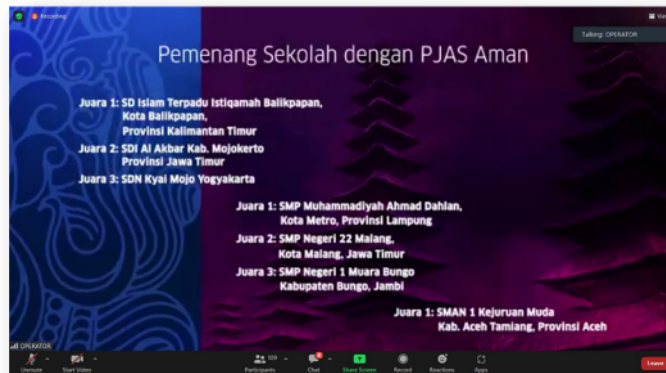 Recording
View
Talking: OPERATOR
Pemenang Sekolah dengan PJAS Aman
Juara 1: SD Islam Terpadu Istiqamah Balikpapan,
Kota Balikpapan,
Provinsi Kalimantan Timur
Juara 2: SDI Al Akbar Kab. Mojokerto
Provinsi Jawa Timur
Juara 3: SDN Kyai Mojo Yogyakarta
Juara 1: SMP Muhammadiyah Ahmad Dahlan,
Kota Metro, Provinsi Lampung
Juara 2: SMP Negeri 22 Malang,
Kota Malang, Jawa Timur
Juara 3: SMP Negeri 1 Muara Bungo
Kabupaten Bungo, Jambi
Juara 1: SMAN 1 Kejuruan Muda
Kab. Aceh Tamiang, Provinsi Aceh
OPERATOR
Unmute Start Video Participants 109 Chat Share Screen Record Reactions Apps Leave